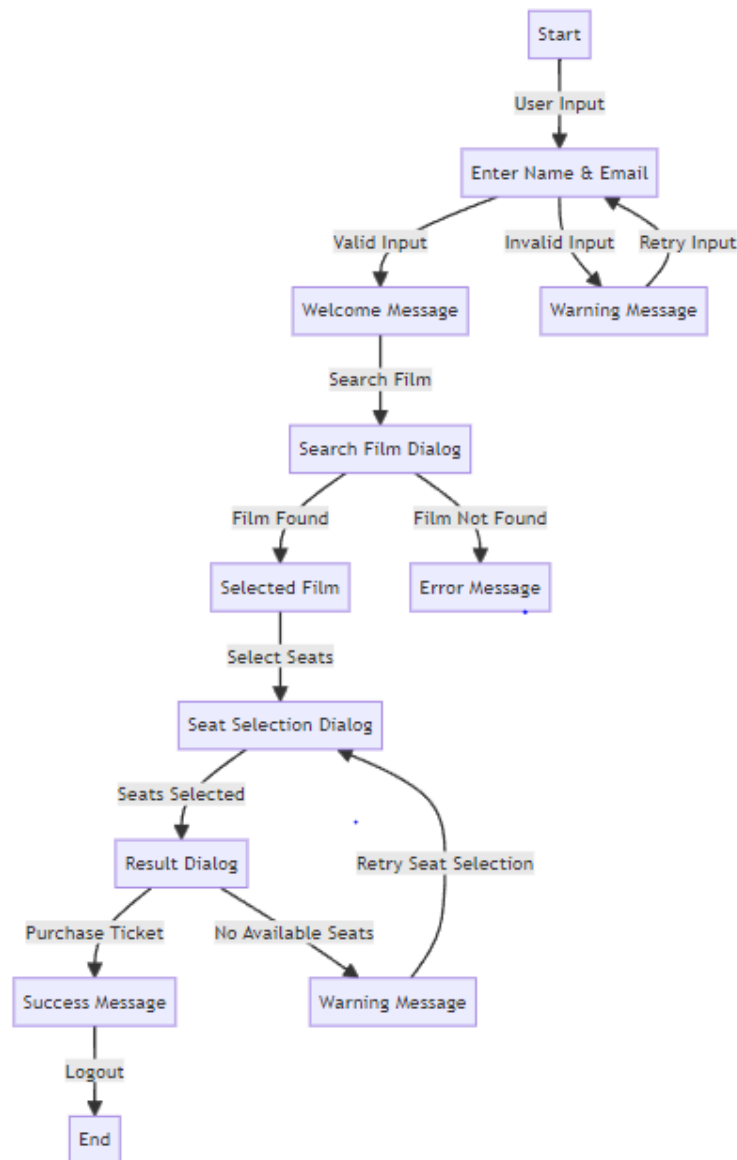 Start
User Input
Enter Name & Email
Valid Input
Invalid Input
Retry Input
Welcome Message
Warning Message
Search Film
Search Film Dialog
Film Found
Film Not Found
Selected Film
Error Message
Select Seats
Seat Selection Dialog
Seats Selected
Result Dialog
Retry Seat Selection
Purchase Ticket
No Available Seats
Success Message
Warning Message
Logout
End